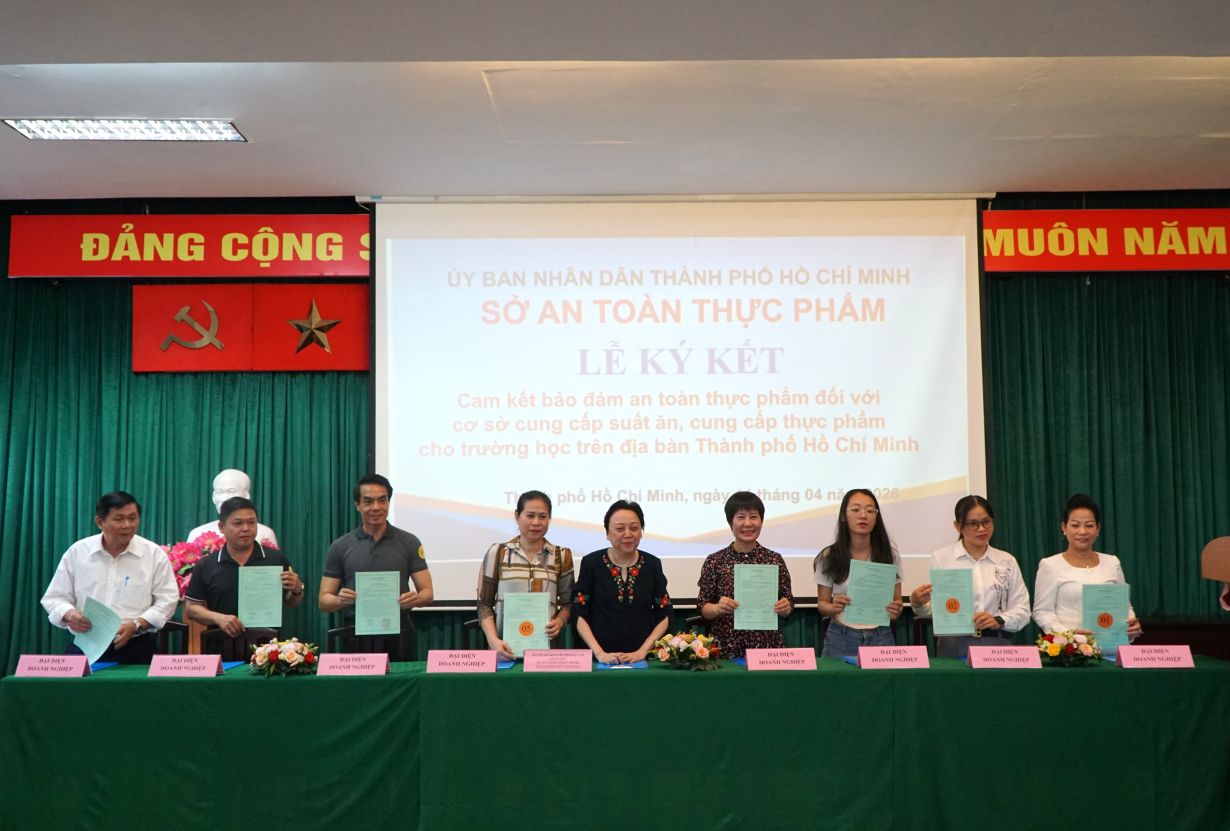 ĐẢNG CỘNG S
MUÔN NĂM
ỦY BAN NHÂN DÂN THÀNH PHỐ HỒ CHÍ MINH
SỞ AN TOÀN THỰC PHẨM
LỄ KÝ KẾT
Cam kết bảo đảm an toàn thực phẩm đối với
cơ sở cung cấp suất ăn, cung cấp thực phẩm
cho trường học trên địa bàn Thành phố Hồ Chí Minh
phố Hồ Chí Minh, ngày tháng 04
05
02
01
ĐẠI DIỆN
DOANH NGHIỆP
ĐẠI DIỆN
DOANH NGHIỆP
ĐẠI DIỆN
DOANH NGHIỆP
ĐẠI DIỆN
DOANH NGHIỆP
ĐẠI DIỆN
DOANH NGHIỆP
ĐẠI DIỆN
DOANH NGHIỆP
ĐẠI DIỆN
DOANH NGHIỆP
ĐẠI DIỆN
DOANH NGHIỆP